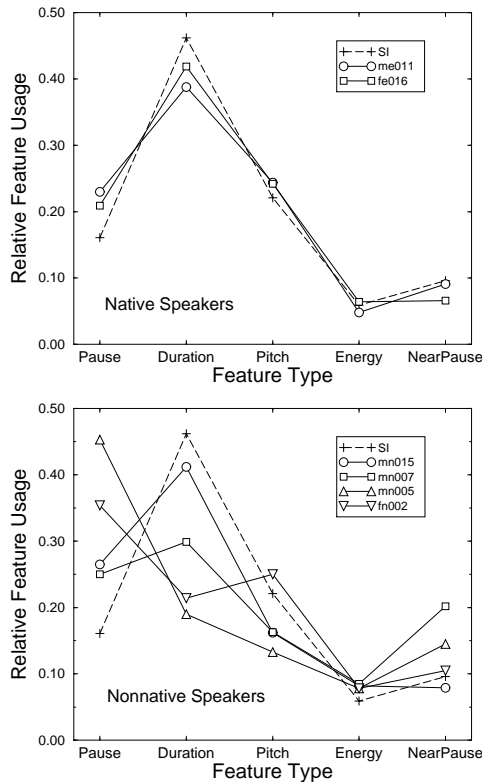 0.50
SI
me011
fe016
0.40
0.30
0.20
0.10
0.00
Relative Feature Usage
Native Speakers
Pause Duration Pitch Energy NearPause
Feature Type
0.50
SI
mn015
mn007
mn005
fn002
0.40
0.30
0.20
0.10
0.00
Relative Feature Usage
Nonnative Speakers
Pause Duration Pitch Energy NearPause
Feature Type